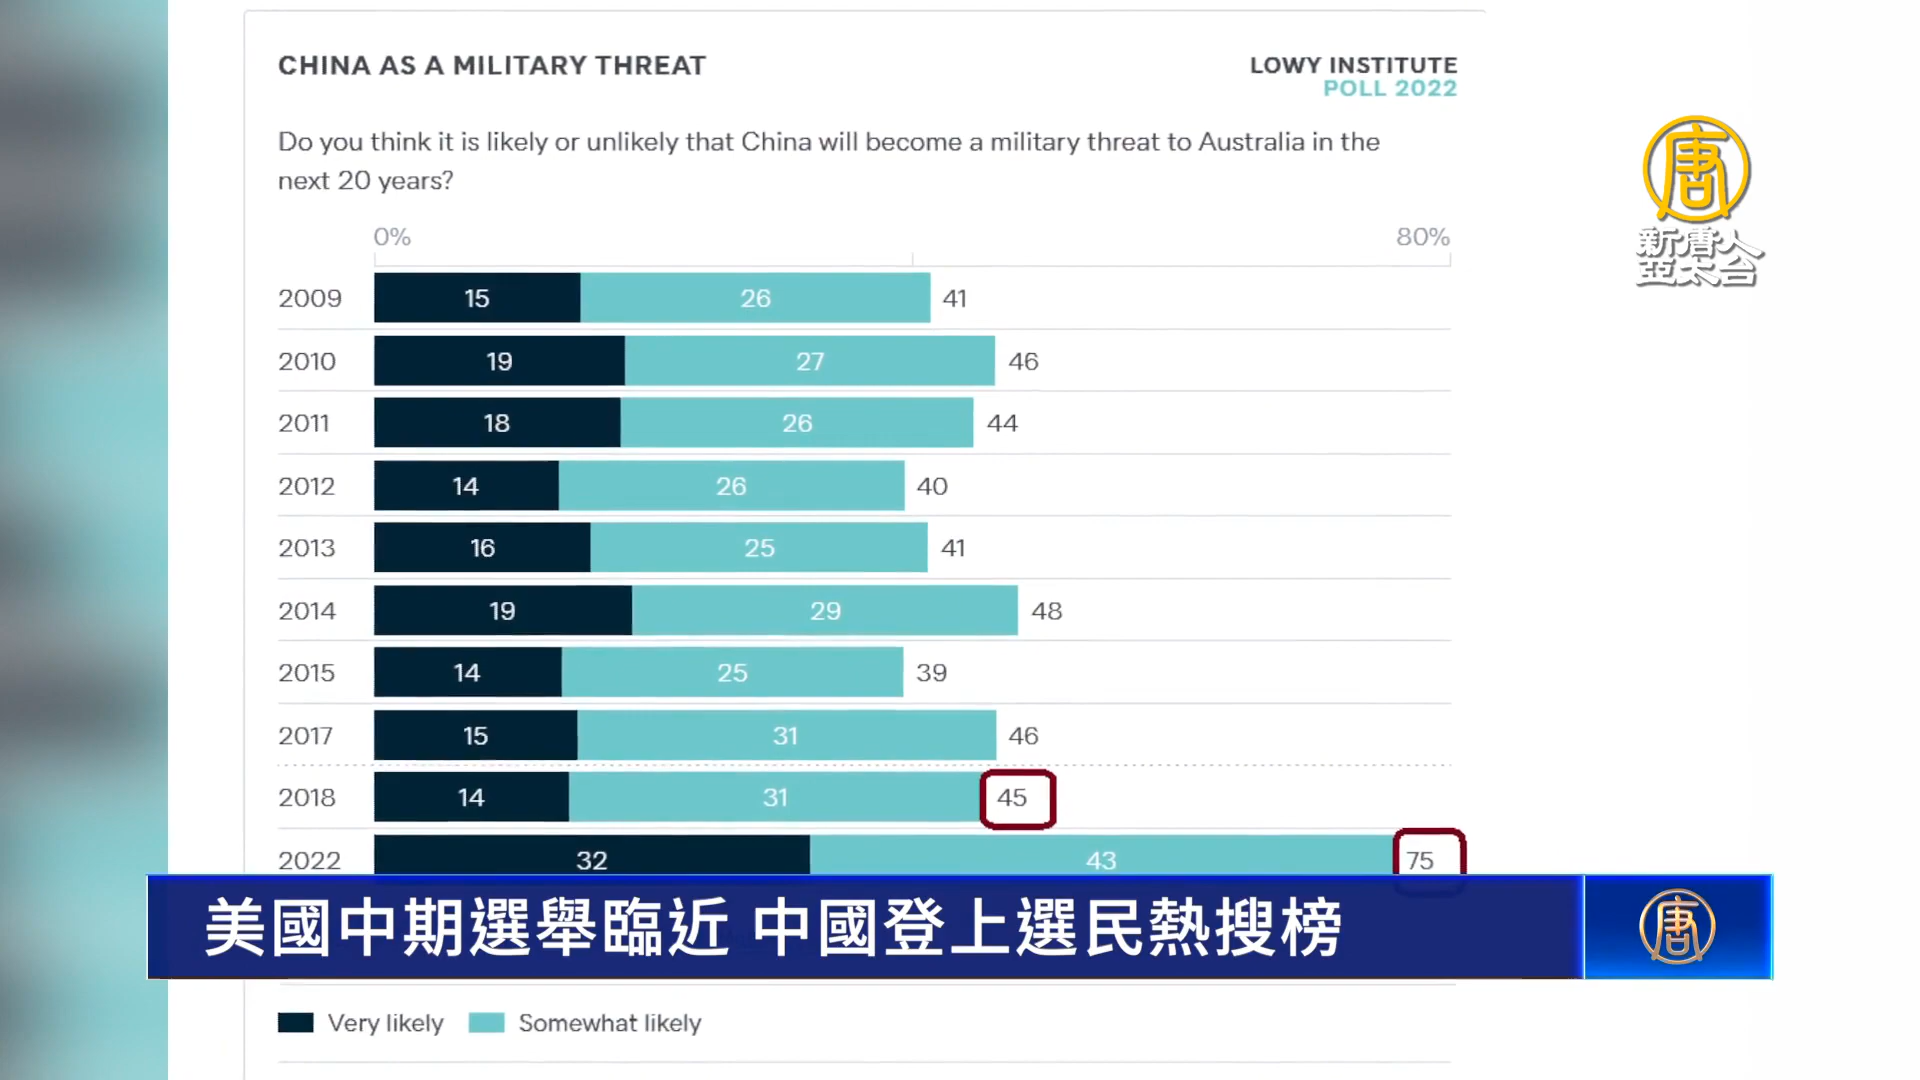 CHINA AS A MILITARY THREAT
LOWY INSTITUTE
POLL 2022
Do you think it is likely or unlikely that China will become a military threat to Australia in the
next 20 years?
0% 80%
2009 15 26 41
2010 19 27 46
2011 18 26 44
2012 14 26 40
2013 16 25 41
2014 19 29 48
2015 14 25 39
2017 15 31 46
2018 14 31 45
2022 32 43 75
唐
新唐人
亞太台
美國中期選舉臨近 中國登上選民熱搜榜
唐
Very likely Somewhat likely